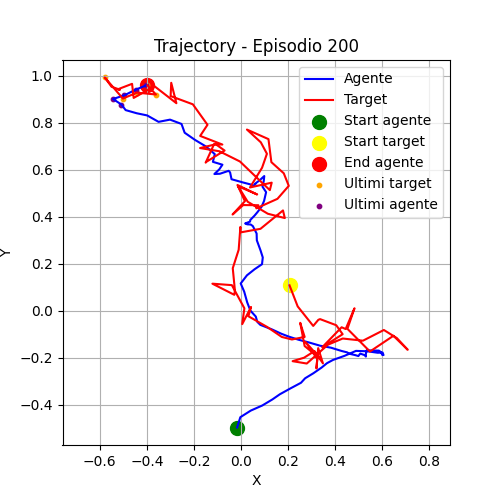 Trajectory - Episodio 200
Agente
Target
Start agente
Start target
End agente
Ultimi target
Ultimi agente
1.0
0.8
0.6
0.4
0.2
0.0
−0.2
−0.4
Y
−0.6
−0.4
−0.2
0.0
0.2
0.4
0.6
0.8
X